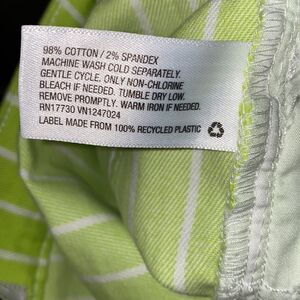 98% COTTON / 2% SPANDEX
MACHINE WASH COLD SEPARATELY.
GENTLE CYCLE. ONLY NON-CHLORINE
BLEACH IF NEEDED. TUMBLE DRY LOW.
REMOVE PROMPTLY. WARM IRON IF NEEDED.
RN17730 VN1247024
LABEL MADE FROM 100% RECYCLED PLASTIC